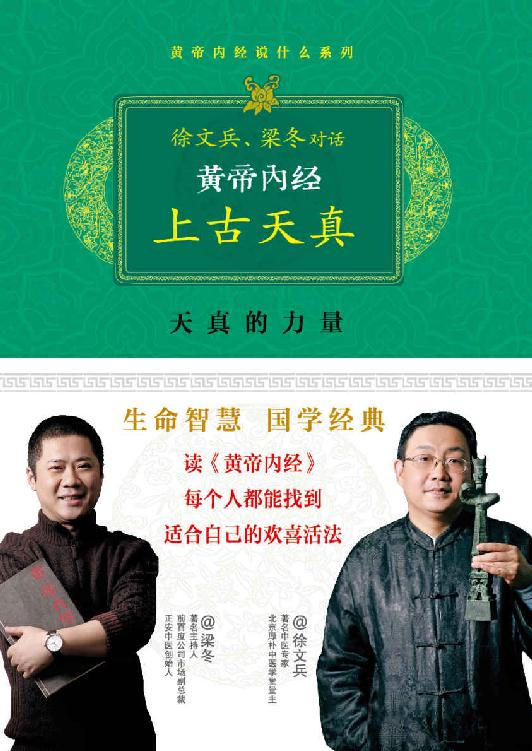 黄帝内经说什么系列
徐文兵、梁冬对话
黄帝内经
上古天真
天真的力量
生命智慧 国学经典
读《黄帝内经》
每个人都能找到
适合自己的欢喜活法
@梁冬
著名主持人
前百度公司市场副总裁
正安中医创始人
@徐文兵
著名中医专家
北京厚朴中医学堂堂主